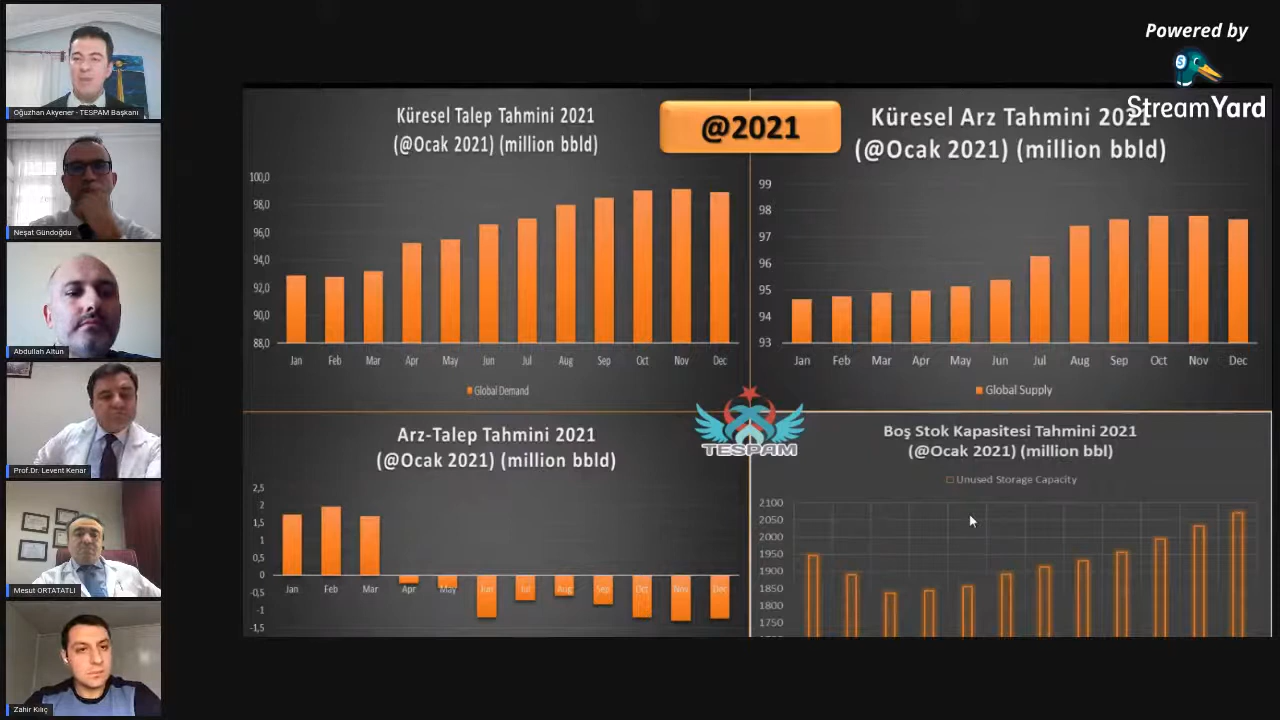 Oğuzhan Akyener - TESPAM Başkanı
Neşat Gündoğdu
Abdullah Altun
Prof.Dr. Levent Kenar
Mesut ORTATATLI
Zahir Kılıç
Powered by
StreamYard
@2021
Küresel Talep Tahmini 2021
(@Ocak 2021) (million bbld)
100,0
98,0
96,0
94,0
92,0
90,0
88,0
Jan Feb Mar Apr May Jun Jul Aug Sep Oct Nov Dec
Global Demand
Küresel Arz Tahmini 2021
(@Ocak 2021) (million bbld)
99
98
97
96
95
94
93
Jan Feb Mar Apr May Jun Jul Aug Sep Oct Nov Dec
Global Supply
TESPAM
Arz-Talep Tahmini 2021
(@Ocak 2021) (million bbld)
2,5
2
1,5
1
0,5
0
-0,5
-1
-1,5
Jan Feb Mar Apr May Jun Jul Aug Sep Oct Nov Dec
Boş Stok Kapasitesi Tahmini 2021
(@Ocak 2021) (million bbl)
Unused Storage Capacity
2100
2050
2000
1950
1900
1850
1800